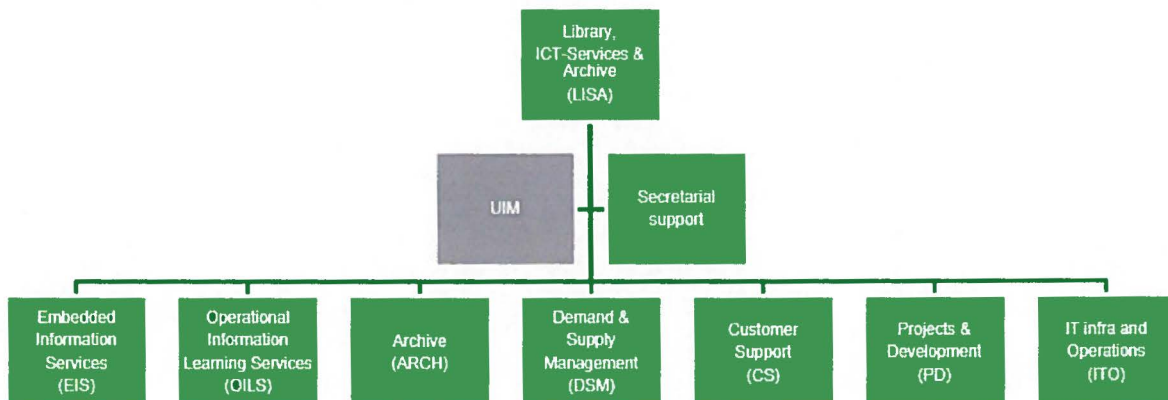 Library,
ICT-Services &
Archive
(LISA)
UIM
Secretarial
support
Embedded
Information
Services
(EIS)
Operational
Information
Learning Services
(OILS)
Archive
(ARCH)
Demand &
Supply
Management
(DSM)
Customer
Support
(CS)
Projects &
Development
(PD)
IT infra and
Operations
(ITO)